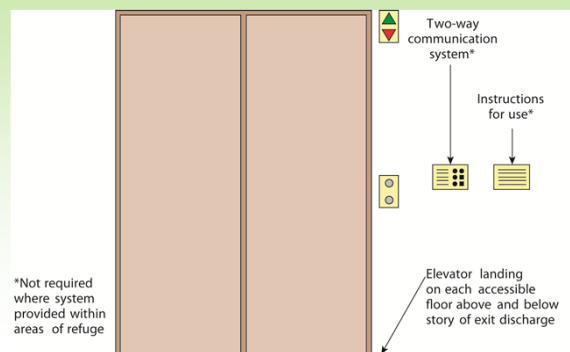 Two-way
communication
system*
Instructions
for use*
*Not required
where system
provided within
areas of refuge
Elevator landing
on each accessible
floor above and below
story of exit discharge